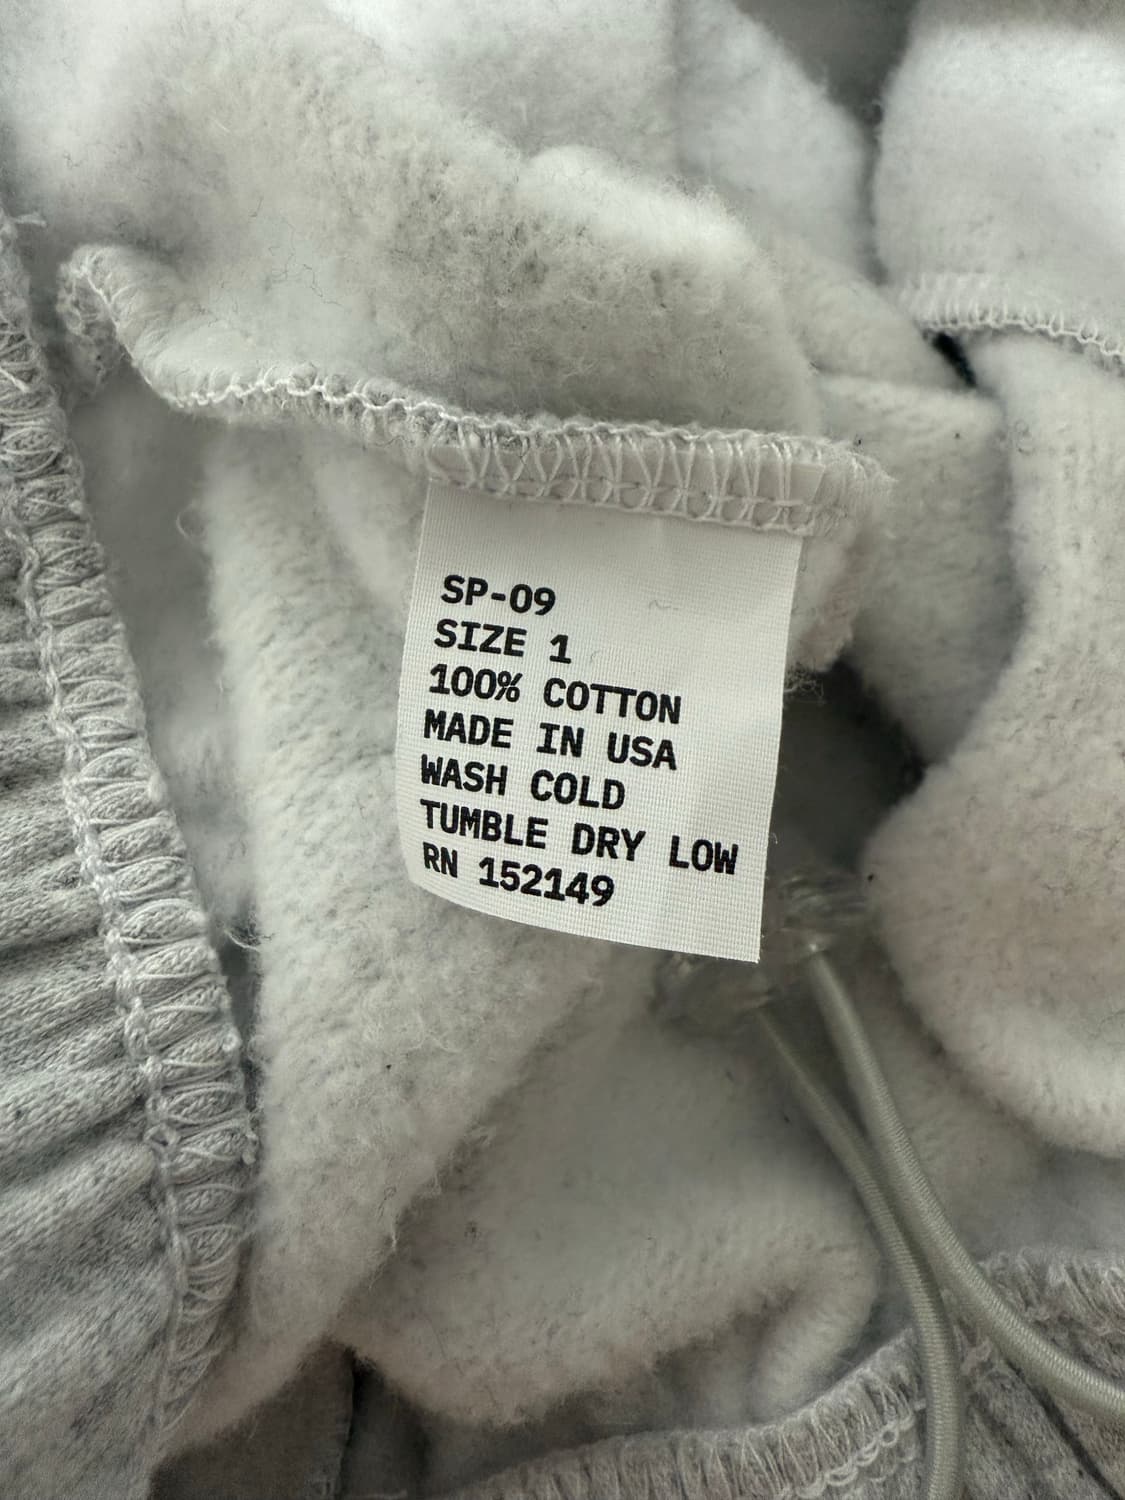 SP-09
SIZE 1
100% COTTON
MADE IN USA
WASH COLD
TUMBLE DRY LOW
RN 152149